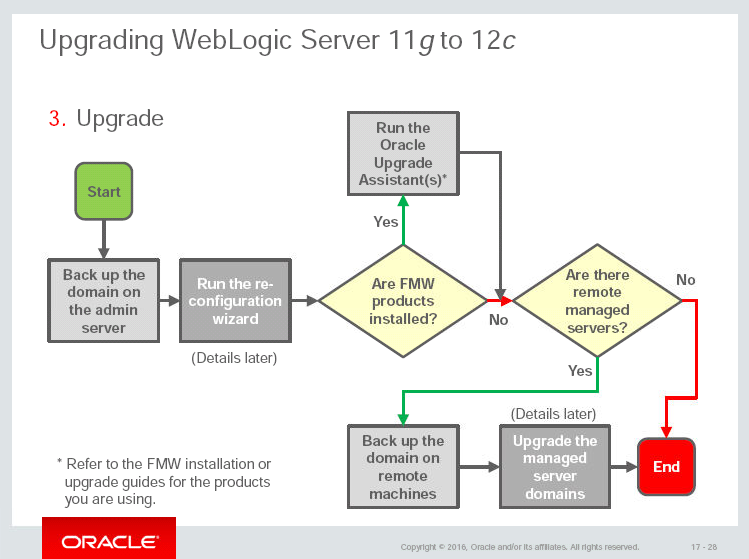 Upgrading WebLogic Server 11g to 12c
3. Upgrade
Run the
Oracle
Upgrade
Assistant(s)*
Start
Yes
Back up the
domain on
the admin
server
Run the re-
configuration
wizard
(Details later)
Are FMW
products
installed?
No
Are there
remote
managed
servers?
No
Yes
(Details later)
Back up the
domain on
remote
machines
Upgrade the
managed
server
domains
End
* Refer to the FMW installation or
upgrade guides for the products
you are using.
ORACLE
Copyright © 2016, Oracle and/or its affiliates. All rights reserved.
17 - 28